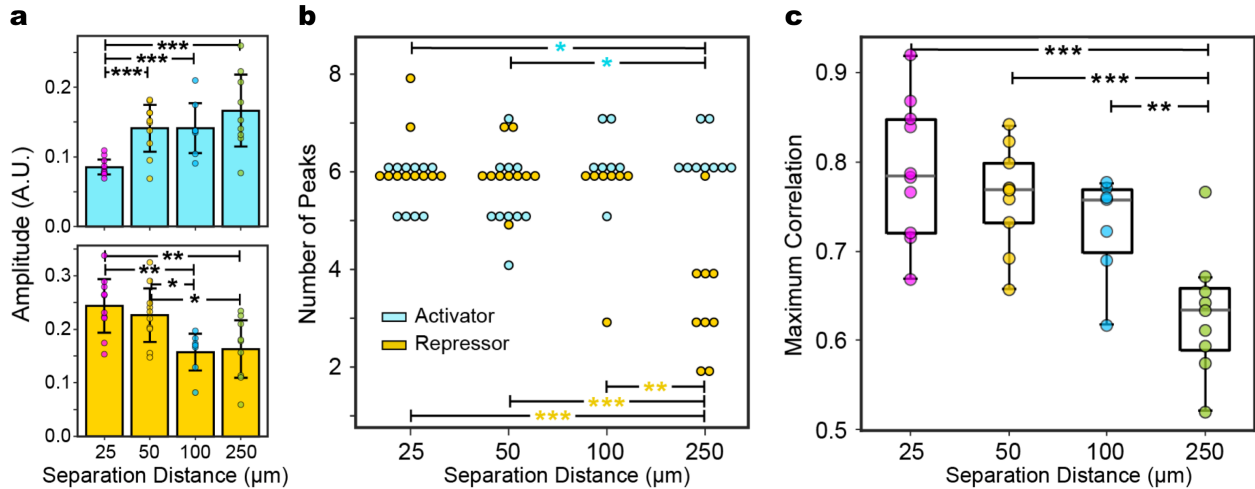 a
b
c
Amplitude (A.U.)
0.2
0.1
0.0
***
***
***
0.3
0.2
0.1
0.0
**
**
*
*
25 50 100 250
Separation Distance (µm)
Number of Peaks
8
6
4
2
*
*
Activator
Repressor
**
***
***
25 50 100 250
Separation Distance (µm)
Maximum Correlation
0.9
0.8
0.7
0.6
0.5
***
***
**
25 50 100 250
Separation Distance (µm)